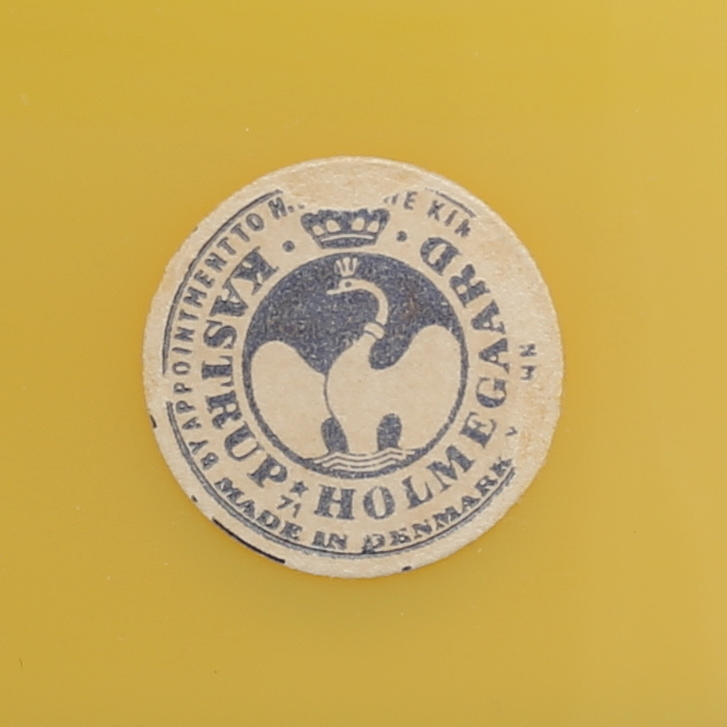 BY APPOINTMENT TO
KASTRUP HOLMEGAARD
71
MADE IN DENMARK